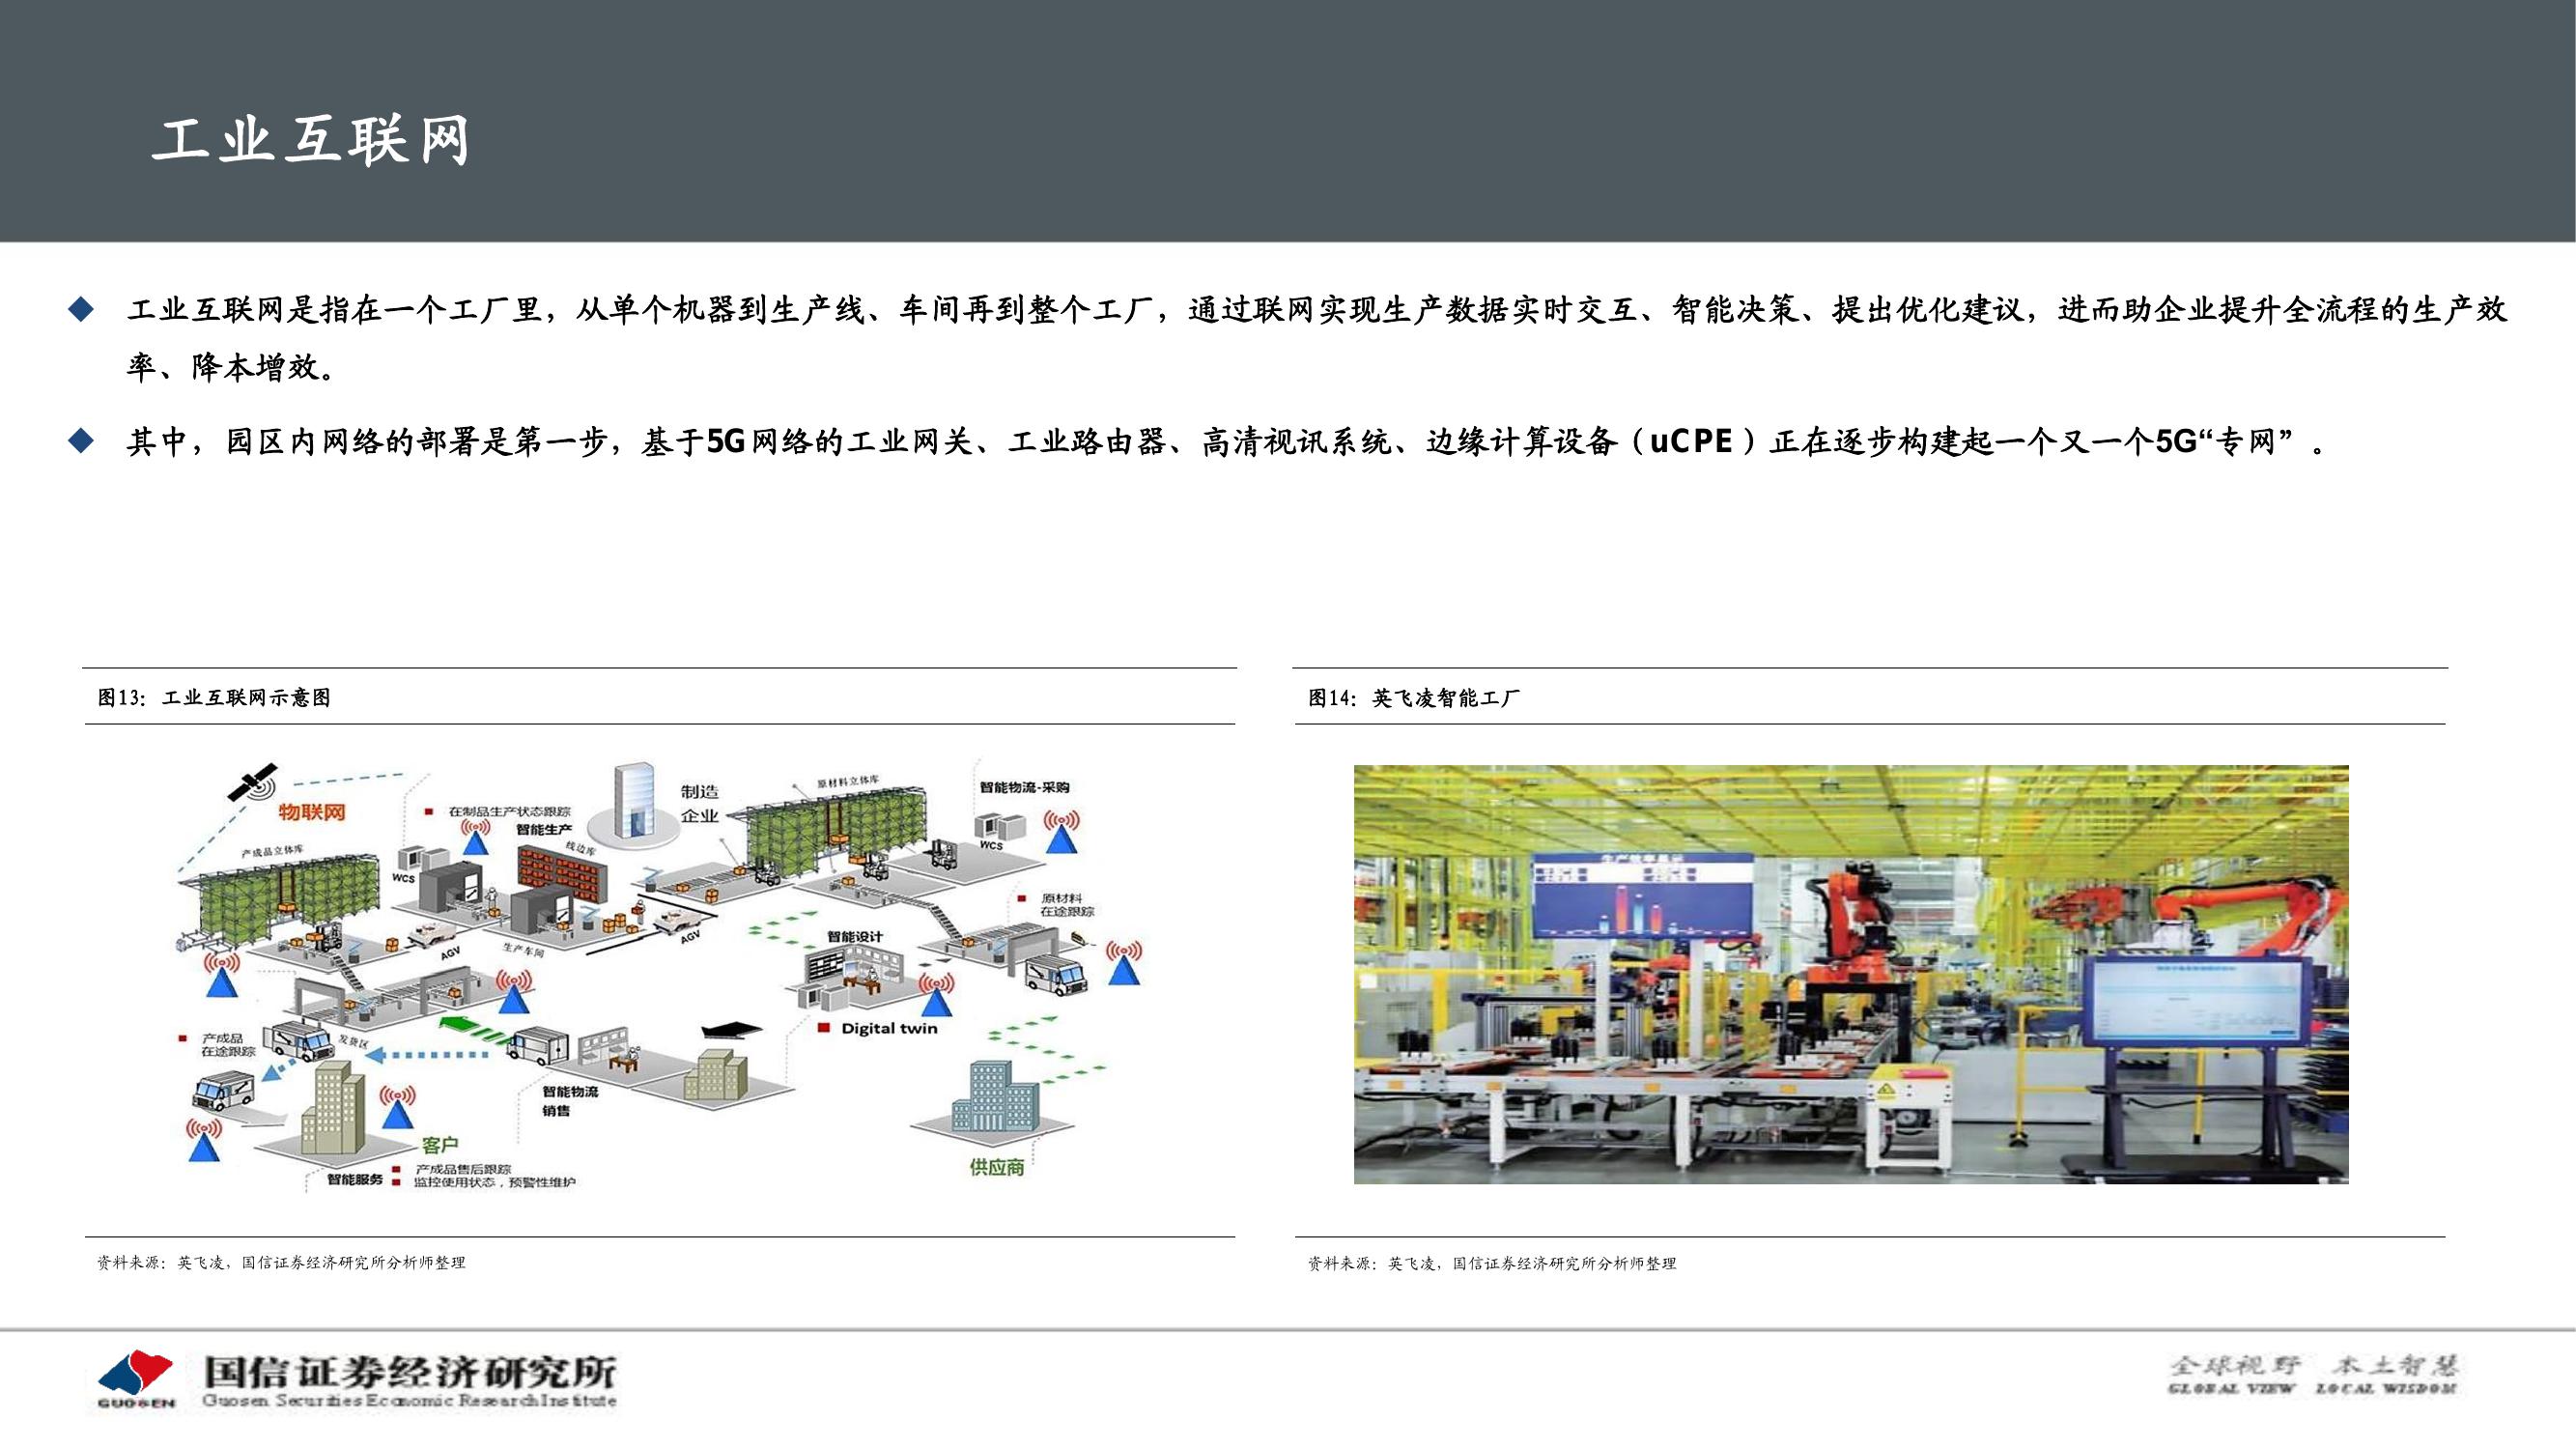 工业互联网
工业互联网是指在一个工厂里，从单个机器到生产线、车间再到整个工厂，通过联网实现生产数据实时交互、智能决策、提出优化建议，进而助企业提升全流程的生产效
率、降本增效。
其中，园区内网络的部署是第一步，基于5G网络的工业网关、工业路由器、高清视讯系统、边缘计算设备（uCPE）正在逐步构建起一个又一个5G“专网”。
图13：工业互联网示意图
物联网
产成品立体库
在制品生产状态跟踪
智能生产
线边库
制造
企业
原材料立体库
智能物流-采购
WCS
WCS
原材料
在途跟踪
AGV
生产车间
AGV
智能设计
Digital twin
产成品
在途跟踪
发货区
智能物流
销售
客户
供应商
智能服务
产成品售后跟踪
监控使用状态，预警性维护
资料来源：英飞凌，国信证券经济研究所分析师整理
图14：英飞凌智能工厂
资料来源：英飞凌，国信证券经济研究所分析师整理
GUOSEN
国信证券经济研究所
Guosen Securities Economic Research Institute
全球视野 本土智慧
GLOBAL VIEW LOCAL WISDOM